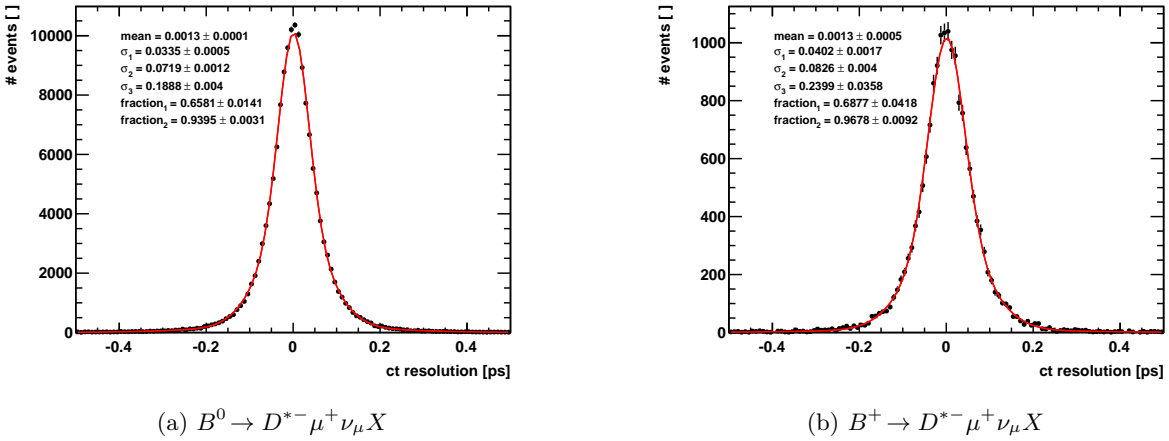 # events [ ]
10000
8000
6000
4000
2000
0
mean = 0.0013 ± 0.0001
σ1 = 0.0335 ± 0.0005
σ2 = 0.0719 ± 0.0012
σ3 = 0.1888 ± 0.004
fraction1 = 0.6581 ± 0.0141
fraction2 = 0.9395 ± 0.0031
-0.4 -0.2 0 0.2 0.4
ct resolution [ps]
(a) B⁰ → D*⁻ μ⁺ νμ X
# events [ ]
1000
800
600
400
200
0
mean = 0.0013 ± 0.0005
σ1 = 0.0402 ± 0.0017
σ2 = 0.0826 ± 0.004
σ3 = 0.2399 ± 0.0358
fraction1 = 0.6877 ± 0.0418
fraction2 = 0.9678 ± 0.0092
-0.4 -0.2 0 0.2 0.4
ct resolution [ps]
(b) B⁺ → D*⁻ μ⁺ νμ X